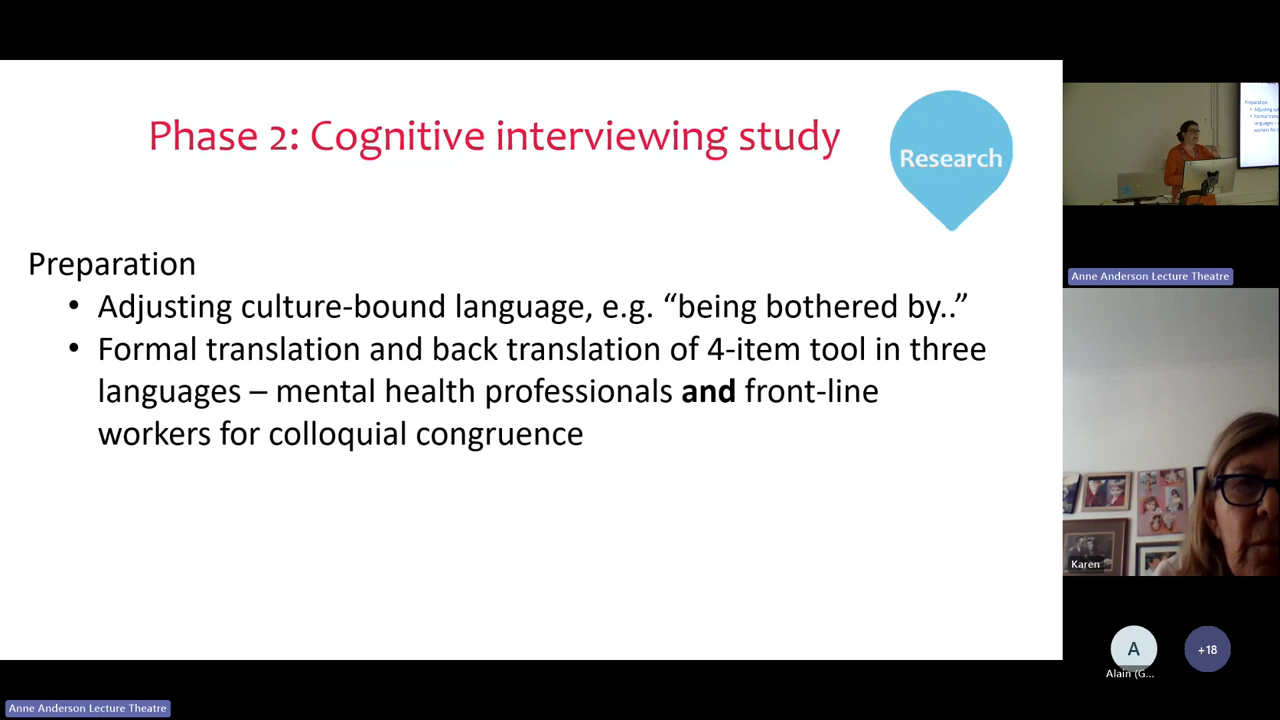 Phase 2: Cognitive interviewing study
Research
Preparation
• Adjusting culture-bound language, e.g. “being bothered by..”
• Formal translation and back translation of 4-item tool in three
languages – mental health professionals and front-line
workers for colloquial congruence
Preparation
Anne Anderson Lecture Theatre
Karen
A
+18
Alain (G...
Anne Anderson Lecture Theatre